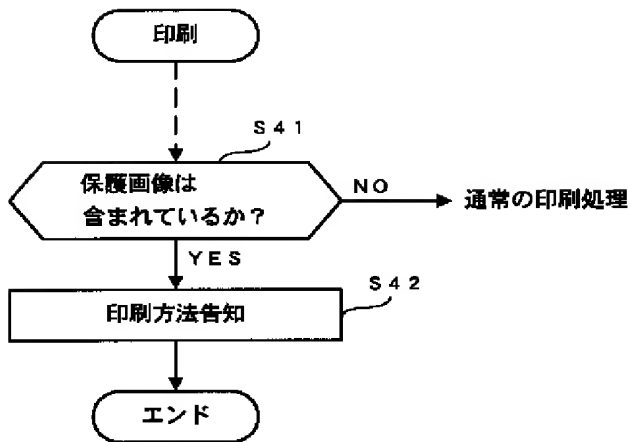 印刷
S41
保護画像は
含まれているか?
NO
通常の印刷処理
YES
S42
印刷方法告知
エンド